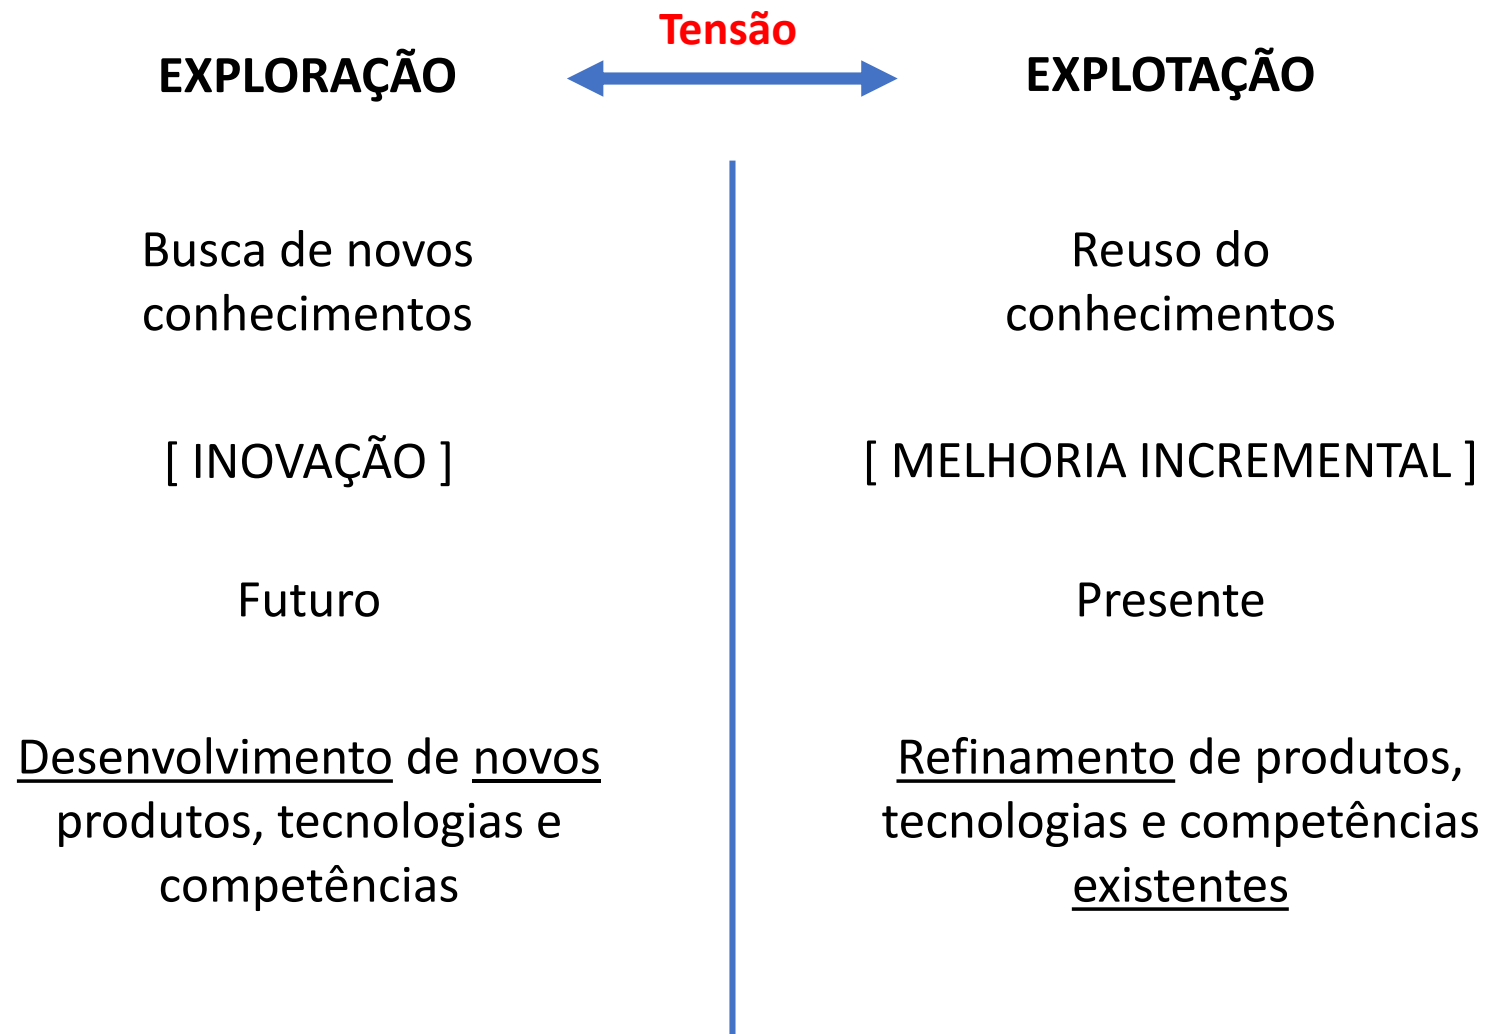 Tensão
EXPLORAÇÃO
EXPLOTAÇÃO
Busca de novos
conhecimentos
[ INOVAÇÃO ]
Futuro
Desenvolvimento de novos
produtos, tecnologias e
competências
Reuso do
conhecimentos
[ MELHORIA INCREMENTAL ]
Presente
Refinamento de produtos,
tecnologias e competências
existentes